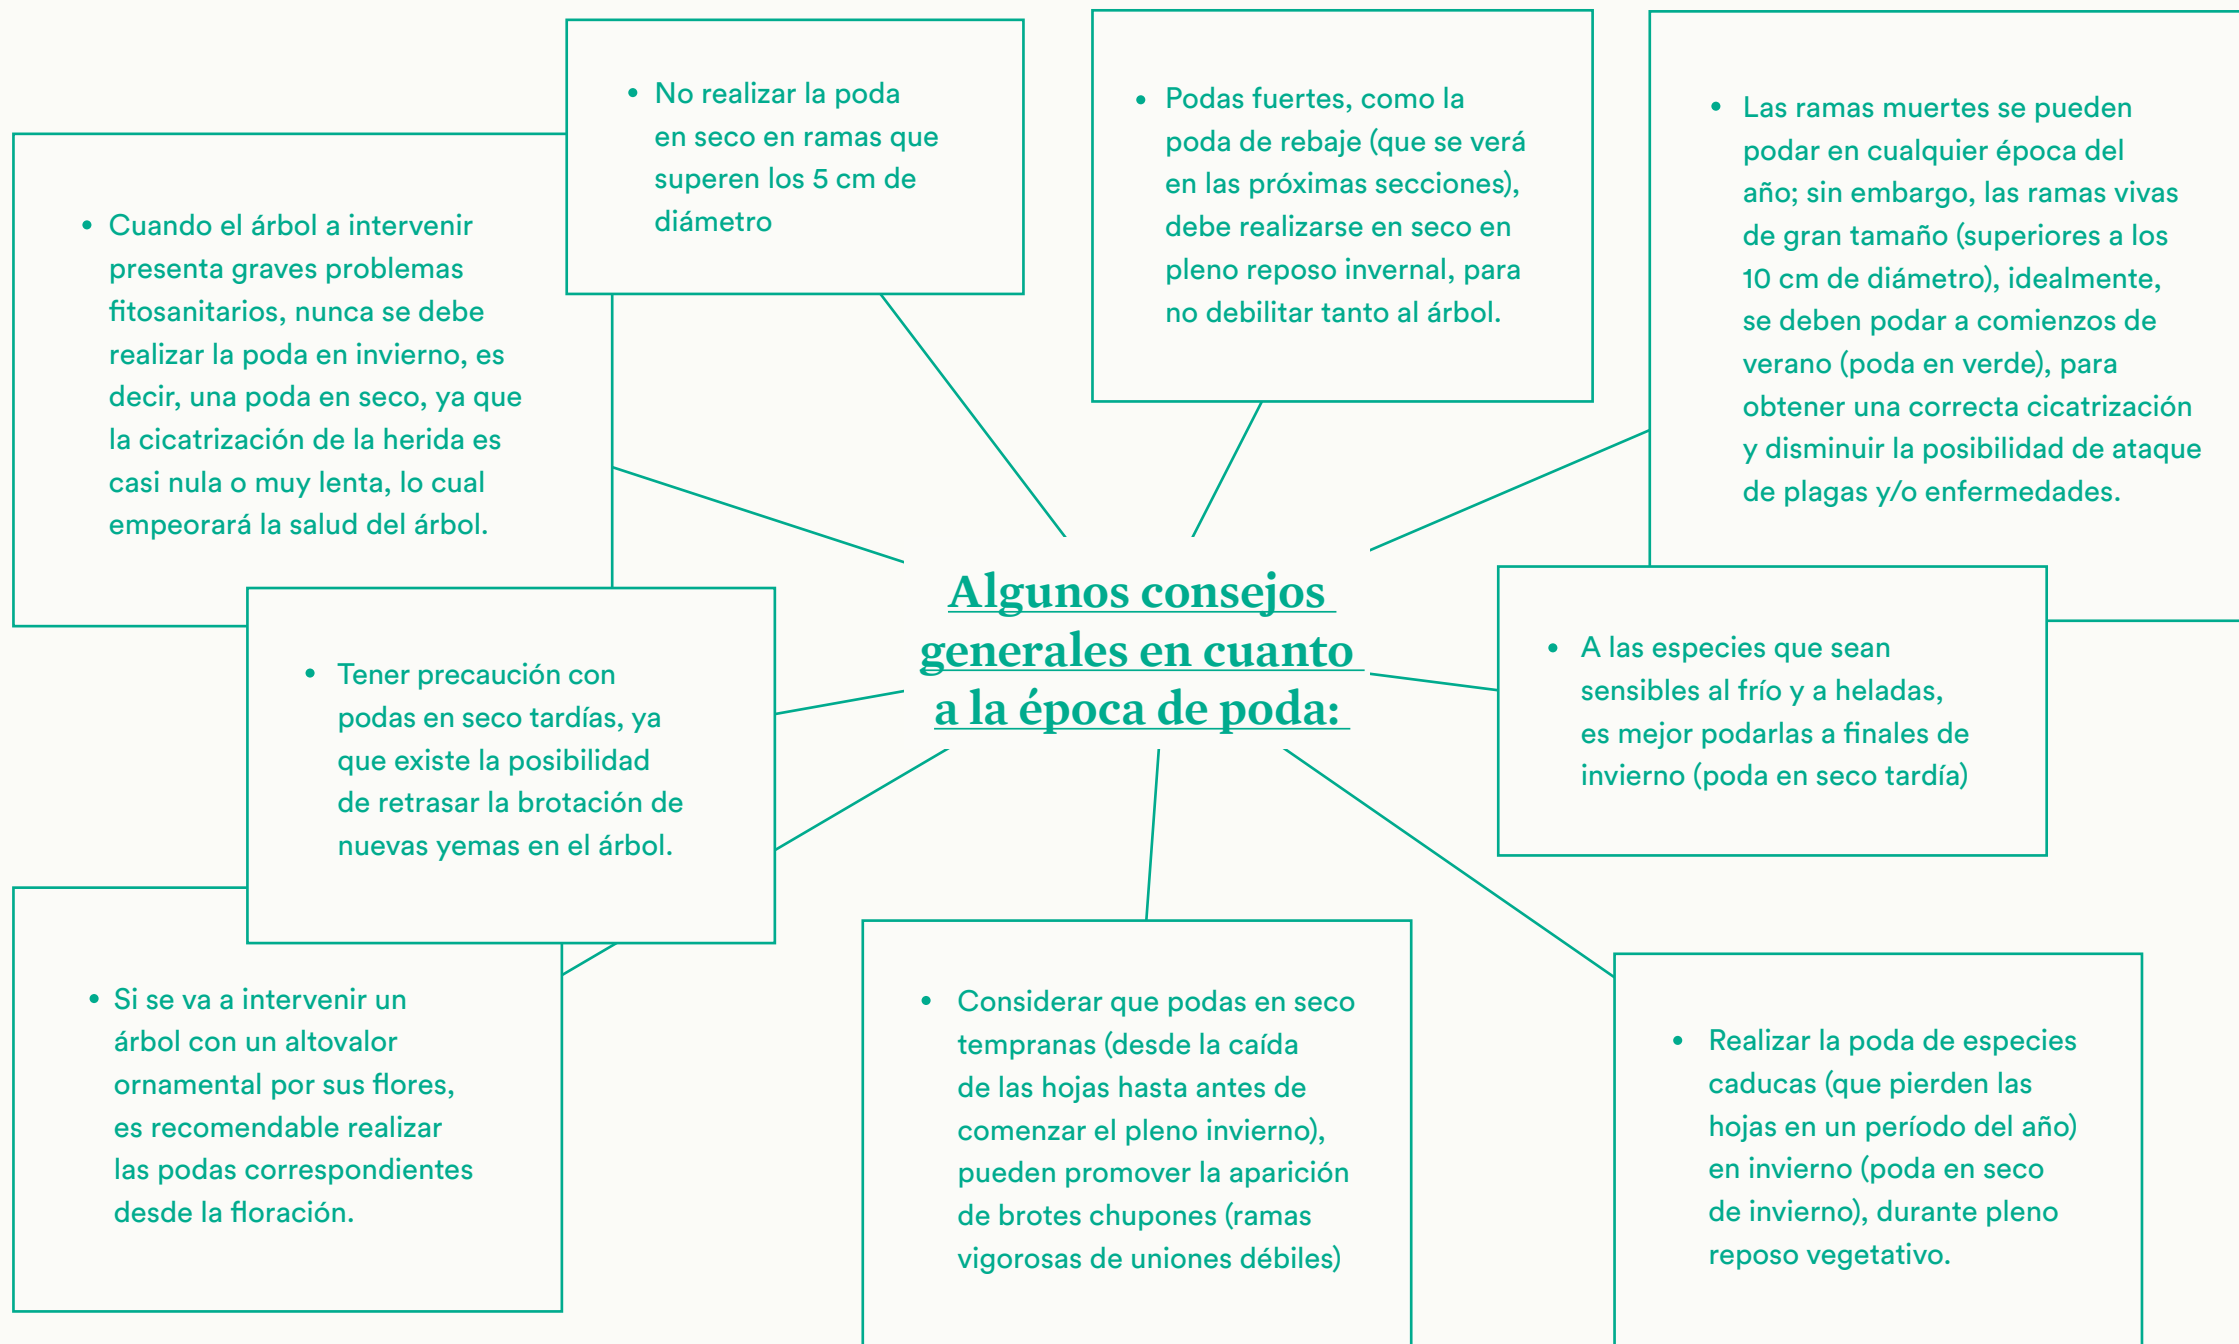 • No realizar la poda
en seco en ramas que
superen los 5 cm de
diámetro
• Podas fuertes, como la
poda de rebaje (que se verá
en las próximas secciones),
debe realizarse en seco en
pleno reposo invernal, para
no debilitar tanto al árbol.
• Las ramas muertes se pueden
podar en cualquier época del
año; sin embargo, las ramas vivas
de gran tamaño (superiores a los
10 cm de diámetro), idealmente,
se deben podar a comienzos de
verano (poda en verde), para
obtener una correcta cicatrización
y disminuir la posibilidad de ataque
de plagas y/o enfermedades.
• Cuando el árbol a intervenir
presenta graves problemas
fitosanitarios, nunca se debe
realizar la poda en invierno, es
decir, una poda en seco, ya que
la cicatrización de la herida es
casi nula o muy lenta, lo cual
empeorará la salud del árbol.
Algunos consejos
generales en cuanto
a la época de poda:
• Tener precaución con
podas en seco tardías, ya
que existe la posibilidad
de retrasar la brotación de
nuevas yemas en el árbol.
• A las especies que sean
sensibles al frío y a heladas,
es mejor podarlas a finales de
invierno (poda en seco tardía)
• Si se va a intervenir un
árbol con un altovalor
ornamental por sus flores,
es recomendable realizar
las podas correspondientes
desde la floración.
• Considerar que podas en seco
tempranas (desde la caída
de las hojas hasta antes de
comenzar el pleno invierno),
pueden promover la aparición
de brotes chupones (ramas
vigorosas de uniones débiles)
• Realizar la poda de especies
caducas (que pierden las
hojas en un período del año)
en invierno (poda en seco
de invierno), durante pleno
reposo vegetativo.